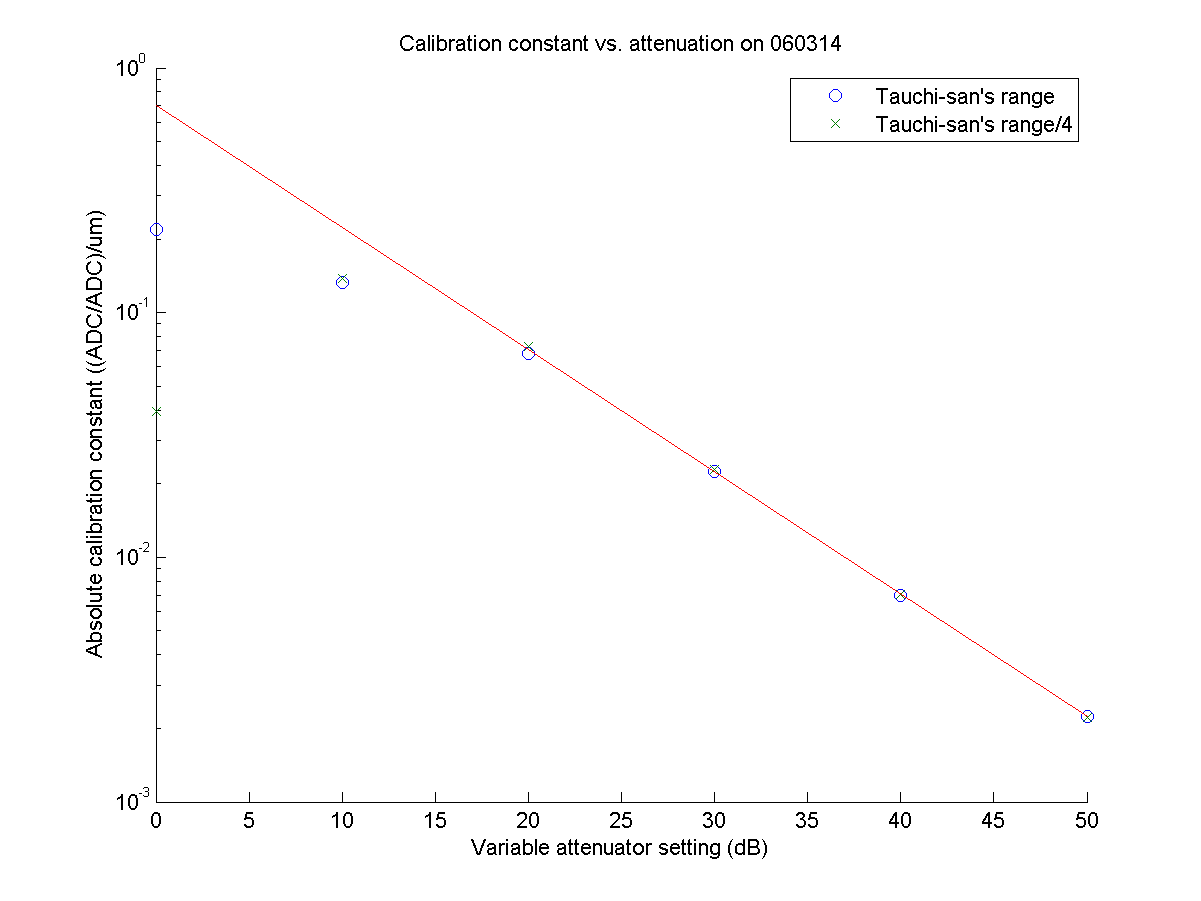 Calibration constant vs. attenuation on 060314
Tauchi-san's range
Tauchi-san's range/4
Absolute calibration constant ((ADC/ADC)/um)
10^0
10^-1
10^-2
10^-3
0 5 10 15 20 25 30 35 40 45 50
Variable attenuator setting (dB)